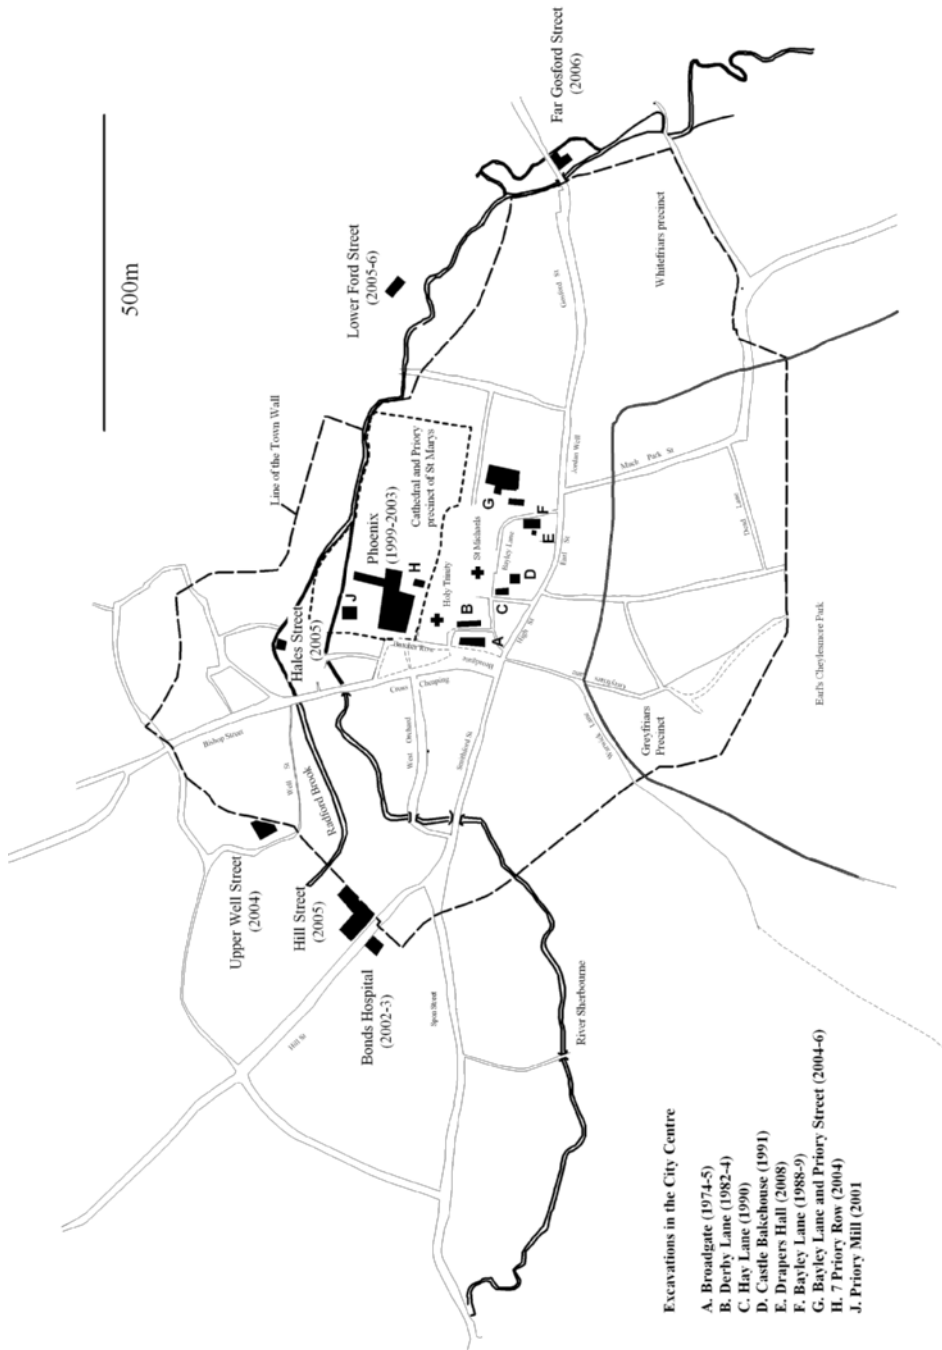 Far Gosford Street
(2006)
500m
Lower Ford Street
(2005-6)
Whitefriars precinct
Gosford St
Line of the Town Wall
Cathedral and Priory
precinct of St Marys
Phoenix
(1999-2003)
H
J
G
F
E
D
C
B
A
St Michaels
Holy Trinity
Bayley Lane
Jordan Well
Earl St
High St
Much Park St
Dead Lane
Hales Street
(2005)
Broadgate
Cross Cheaping
West Orchard
Smithford St
Bishop Street
Well St
Radford Brook
Warwick Lane
Greyfriars
Lane
Greyfriars
Precinct
Earl's Cheylesmore Park
Upper Well Street
(2004)
Hill Street
(2005)
Bonds Hospital
(2002-3)
Hill St
Spon Street
River Sherbourne
Excavations in the City Centre
A. Broadgate (1974-5)
B. Derby Lane (1982-4)
C. Hay Lane (1990)
D. Castle Bakehouse (1991)
E. Drapers Hall (2008)
F. Bayley Lane (1988-9)
G. Bayley Lane and Priory Street (2004-6)
H. 7 Priory Row (2004)
J. Priory Mill (2001